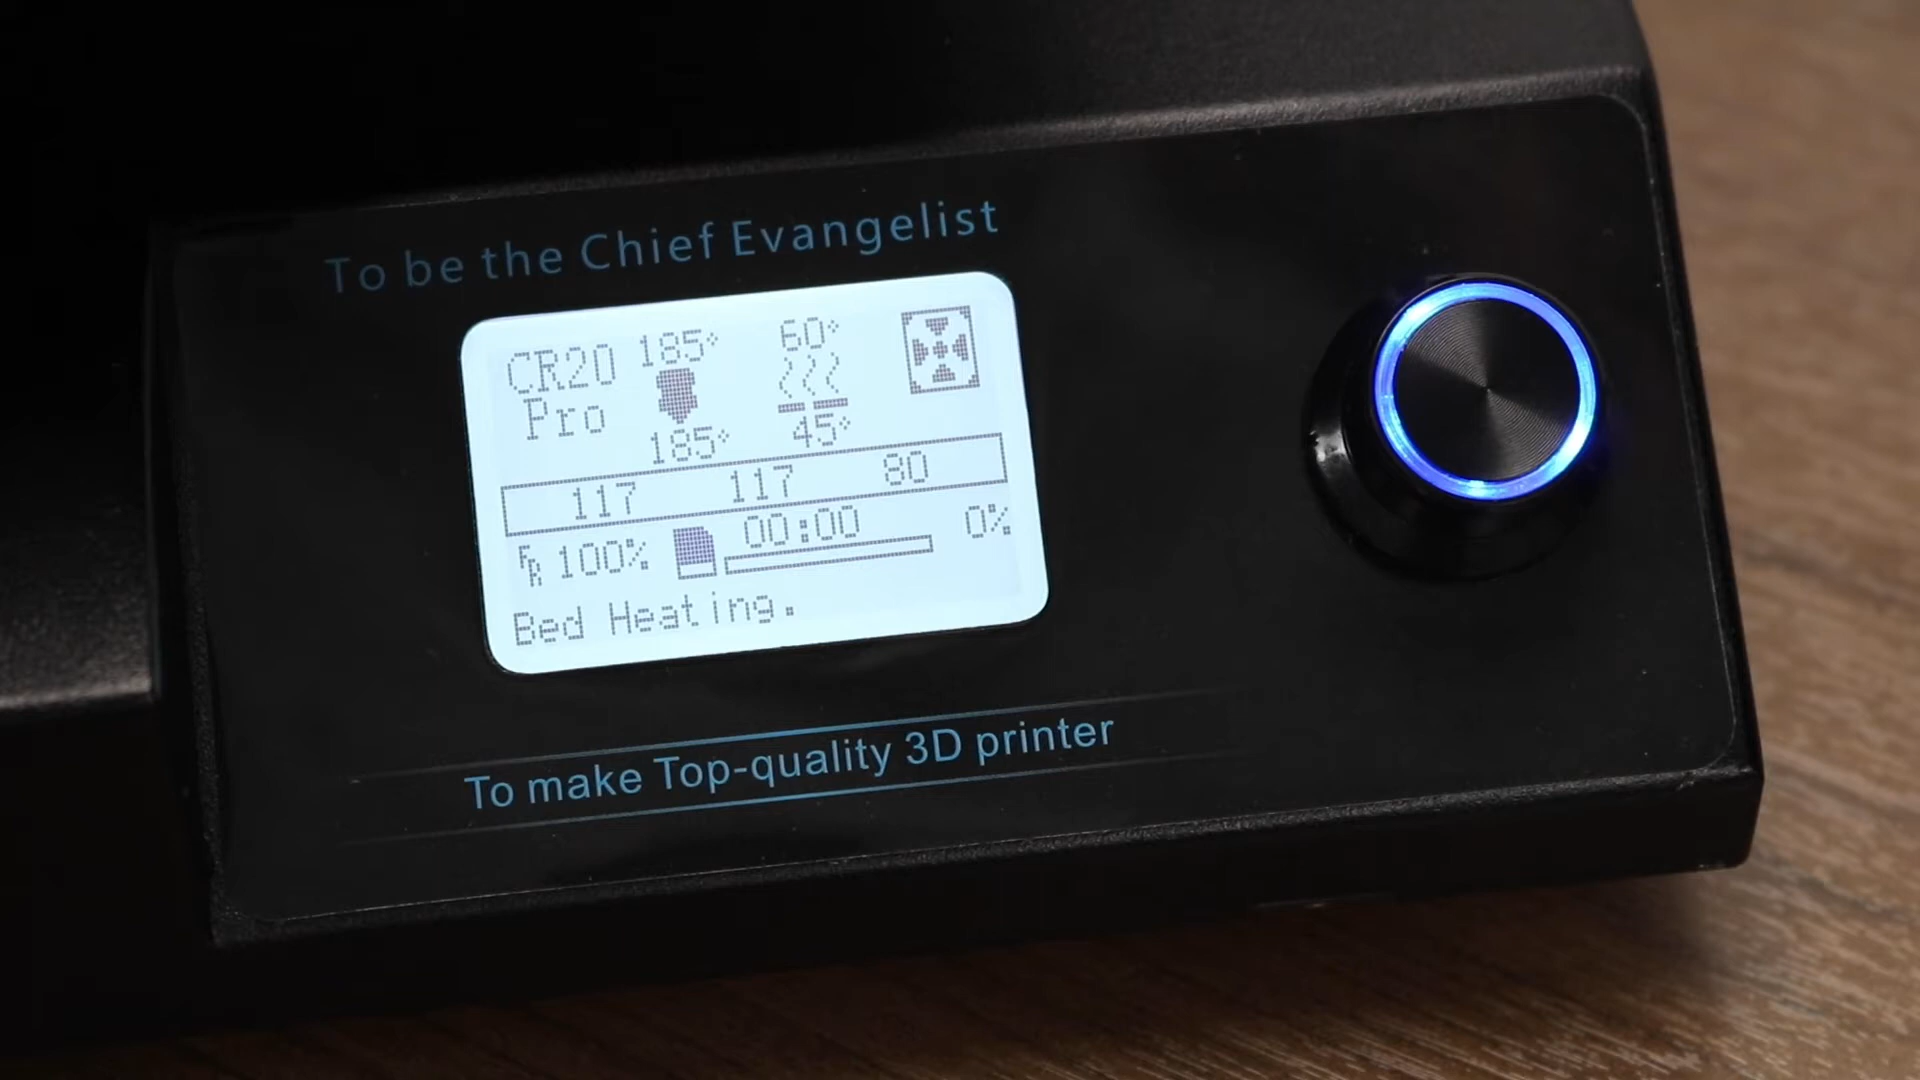 To be the Chief Evangelist
CR20 185° 60°
Pro
185° 45°
117 117 80
FR 100% 00:00 0%
Bed Heating.
To make Top-quality 3D printer